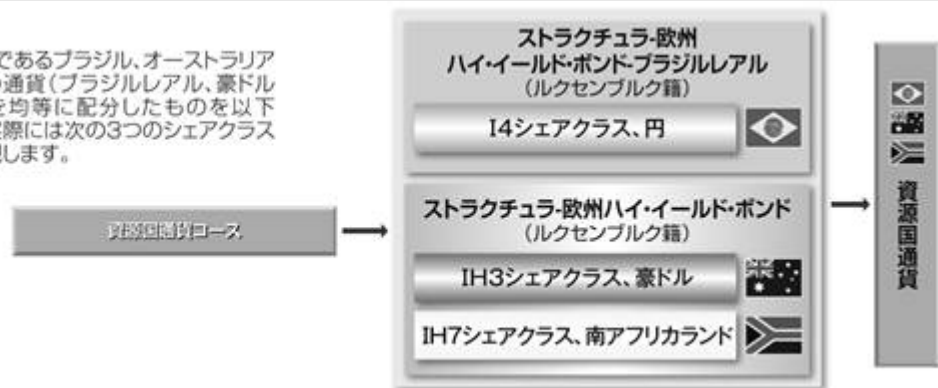 であるブラジル、オーストラリア
通貨(ブラジルレアル、豪ドル
を均等に配分したものを以下
際には次の3つのシェアクラス
します。
資源国通貨コース
ストラクチュラ-欧州
ハイ・イールド・ボンド-ブラジルレアル
(ルクセンブルク籍)
I4シェアクラス、円
ストラクチュラ-欧州ハイ・イールド・ボンド
(ルクセンブルク籍)
IH3シェアクラス、豪ドル
IH7シェアクラス、南アフリカランド
資源国通貨